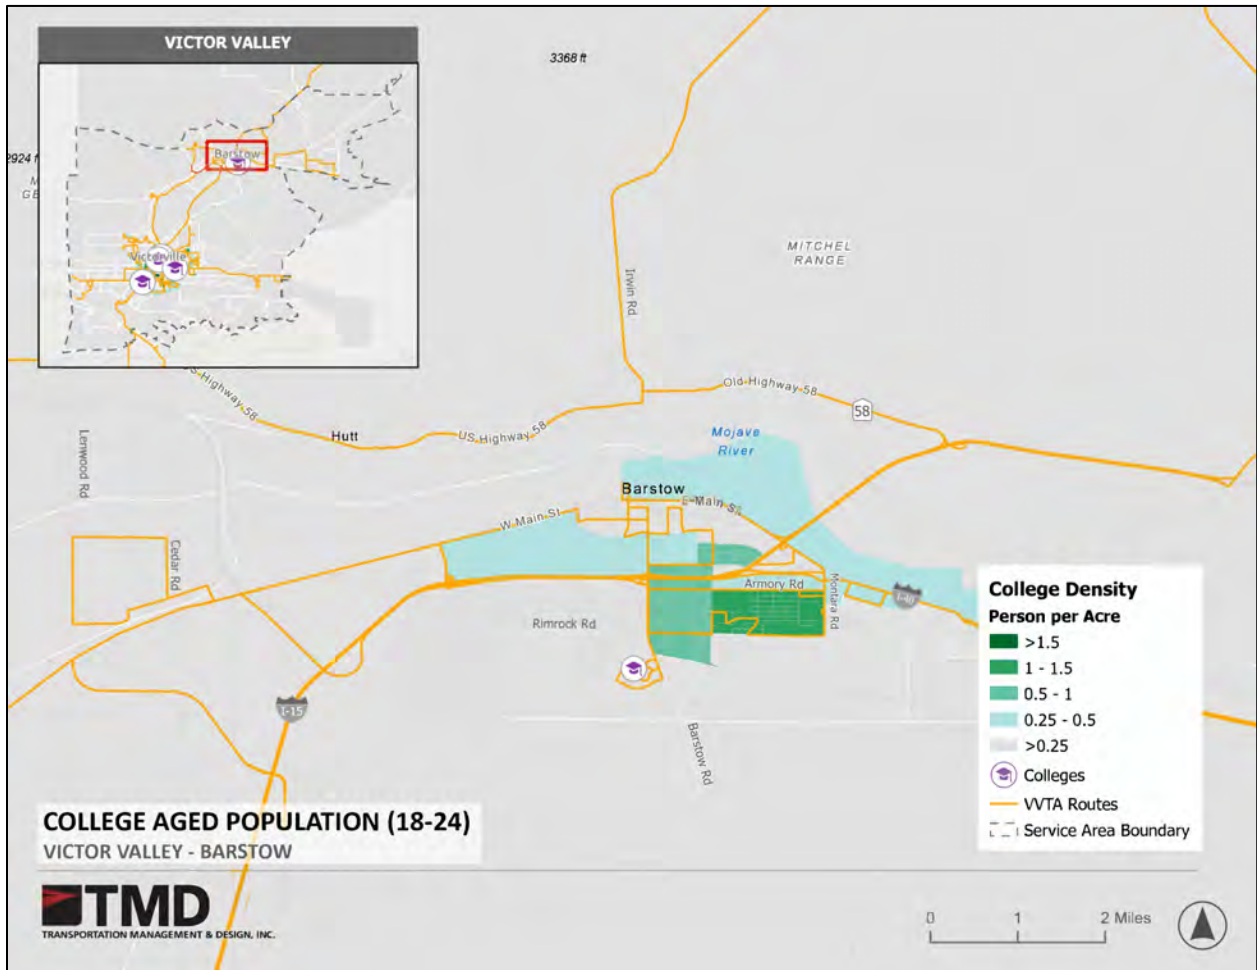 VICTOR VALLEY
Barstow
Victorville
3368 ft
2924 f
MITCHEL
RANGE
Irwin Rd
Old Highway 58
58
US Highway 58
Highway 58
Hutt
Mojave
River
Lenwood Rd
Barstow
E Main St
W Main St
Cedar Rd
Armory Rd
Montara Rd
I-40
Rimrock Rd
I-15
Barstow Rd
College Density
Person per Acre
>1.5
1 - 1.5
0.5 - 1
0.25 - 0.5
>0.25
Colleges
VVTA Routes
Service Area Boundary
COLLEGE AGED POPULATION (18-24)
VICTOR VALLEY - BARSTOW
TMD
TRANSPORTATION MANAGEMENT & DESIGN, INC.
0 1 2 Miles